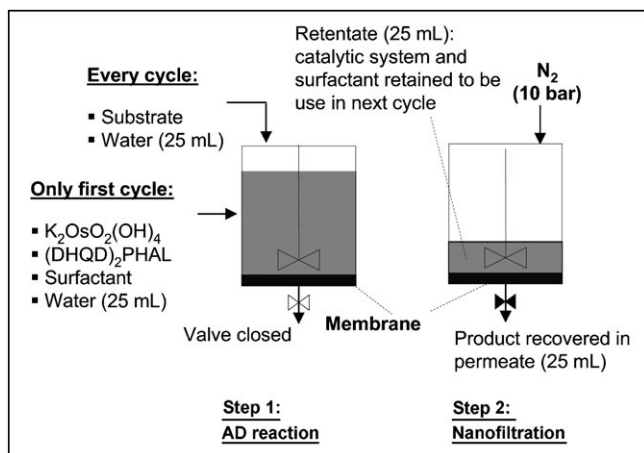 Every cycle:
▪ Substrate
▪ Water (25 mL)
Only first cycle:
▪ K₂OsO₂(OH)₄
▪ (DHQD)₂PHAL
▪ Surfactant
▪ Water (25 mL)
Retentate (25 mL):
catalytic system and
surfactant retained to be
use in next cycle
N₂
(10 bar)
Valve closed
Membrane
Product recovered in
permeate (25 mL)
Step 1:
AD reaction
Step 2:
Nanofiltration